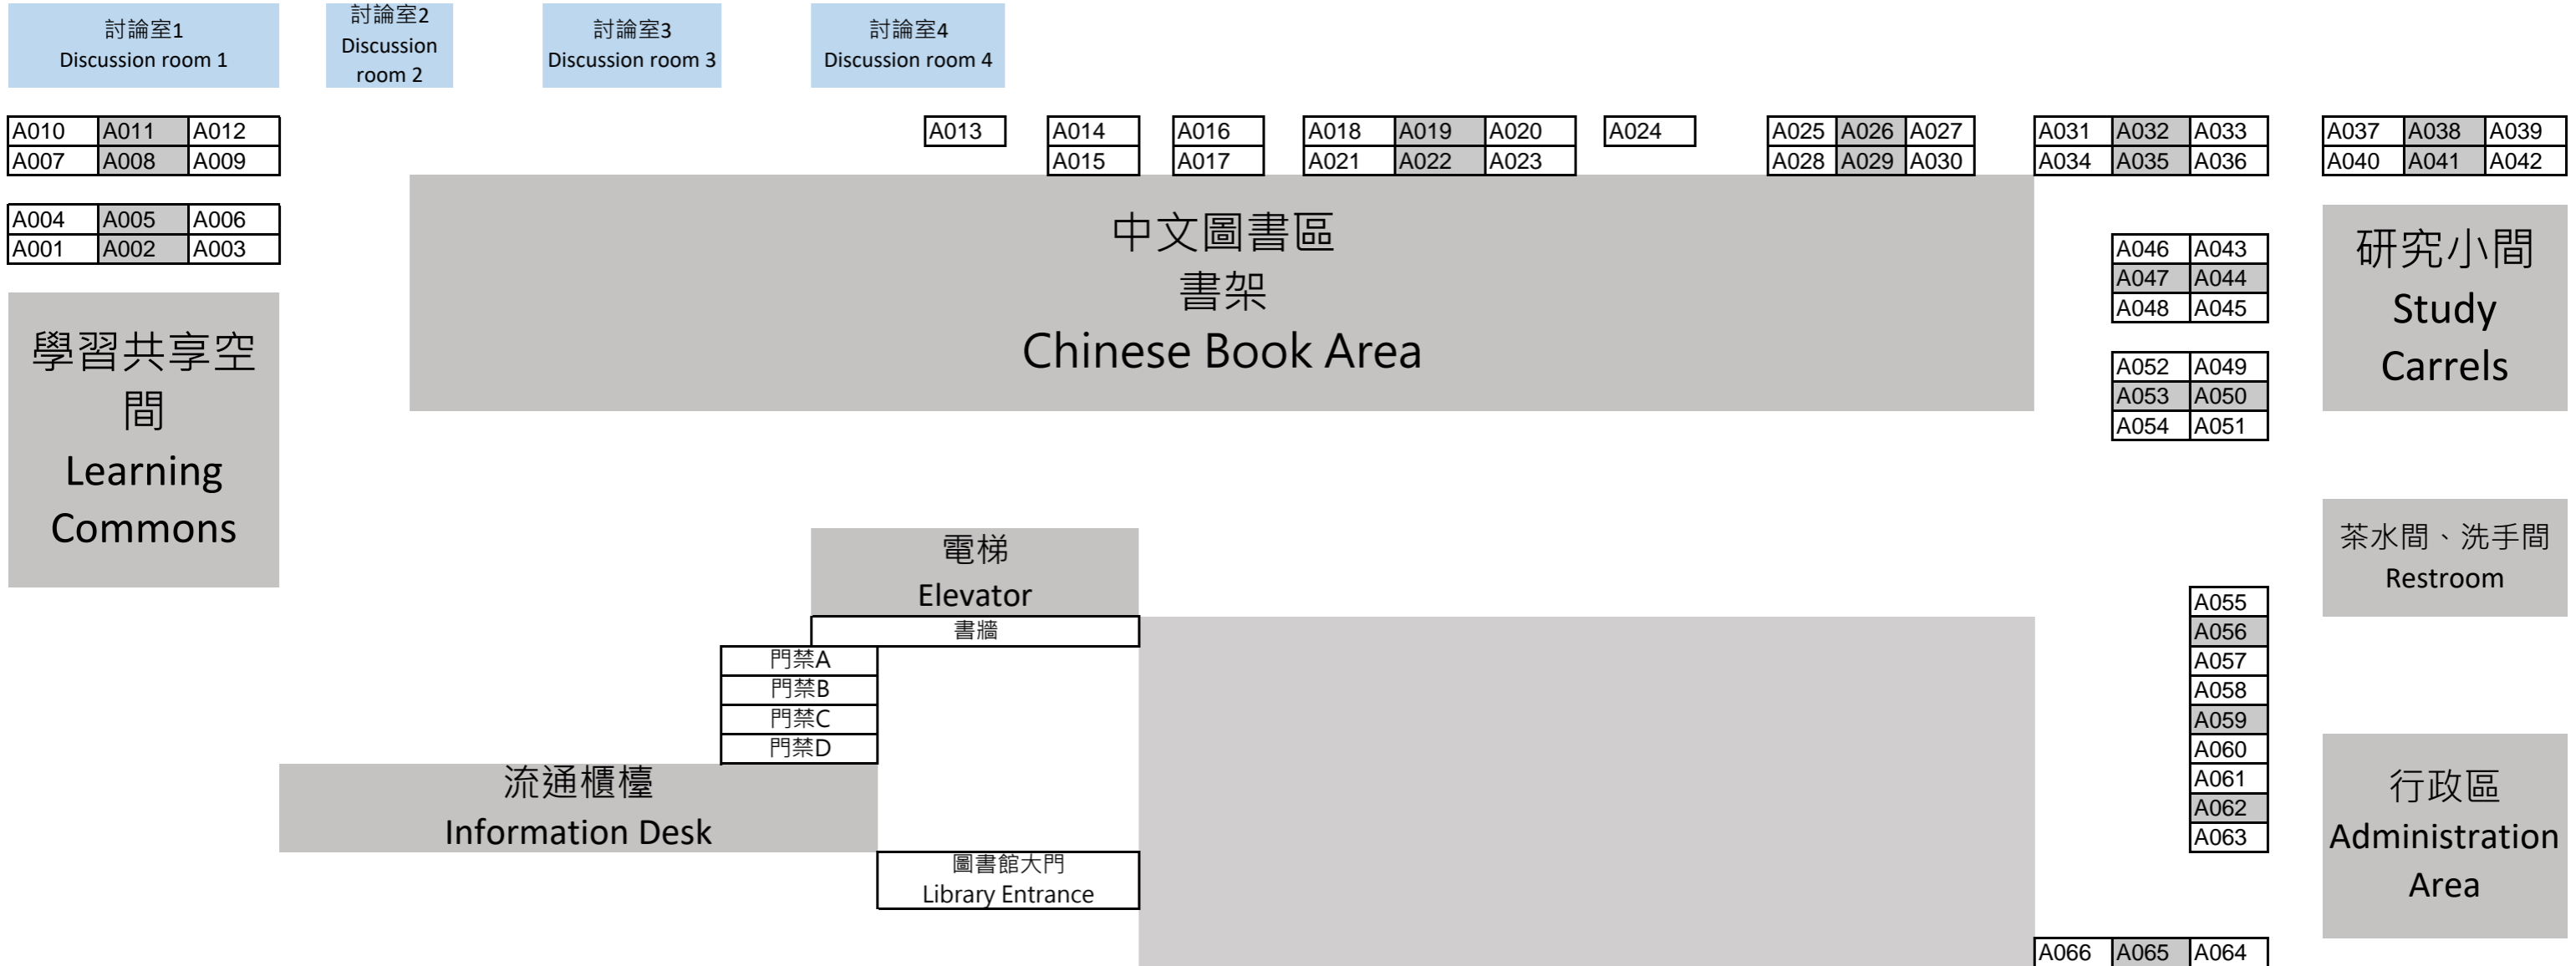 討論室1
Discussion room 1
討論室2
Discussion
room 2
討論室3
Discussion room 3
討論室4
Discussion room 4
A010 A011 A012
A007 A008 A009
A013
A014
A015
A016
A017
A018 A019 A020
A021 A022 A023
A024
A025 A026 A027
A028 A029 A030
A031 A032 A033
A034 A035 A036
A037 A038 A039
A040 A041 A042
A004 A005 A006
A001 A002 A003
中文圖書區
書架
Chinese Book Area
A046 A043
A047 A044
A048 A045
研究小間
Study
Carrels
學習共享空
間
Learning
Commons
A052 A049
A053 A050
A054 A051
電梯
Elevator
書牆
茶水間、洗手間
Restroom
門禁A
門禁B
門禁C
門禁D
A055
A056
A057
A058
A059
A060
A061
A062
A063
流通櫃檯
Information Desk
行政區
Administration
Area
圖書館大門
Library Entrance
A066 A065 A064